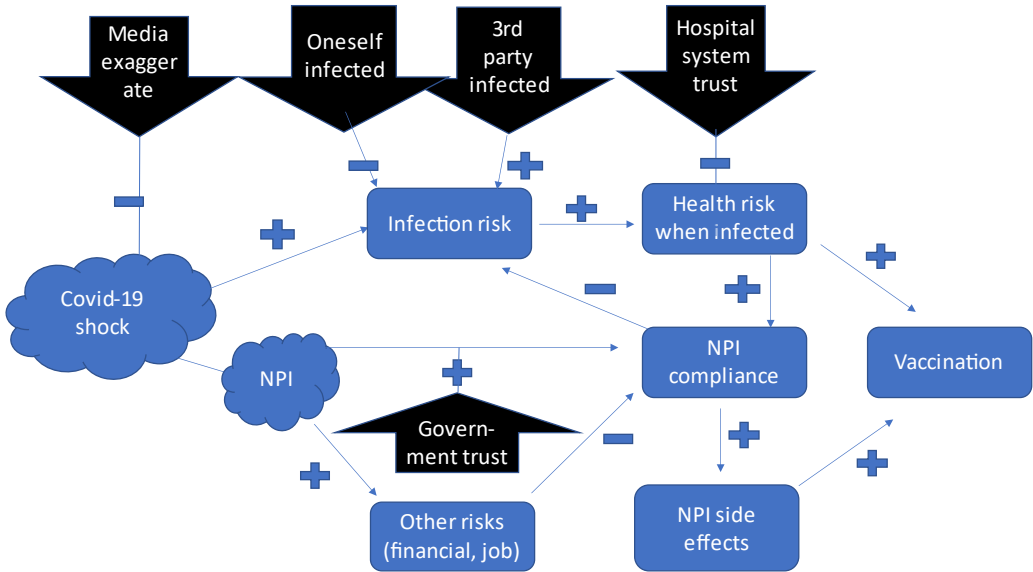 Media
exagger
ate
Oneself
infected
3rd
party
infected
Hospital
system
trust
Infection risk
Health risk
when infected
Covid-19
shock
NPI
NPI
compliance
Vaccination
Govern-
ment trust
Other risks
(financial, job)
NPI side
effects